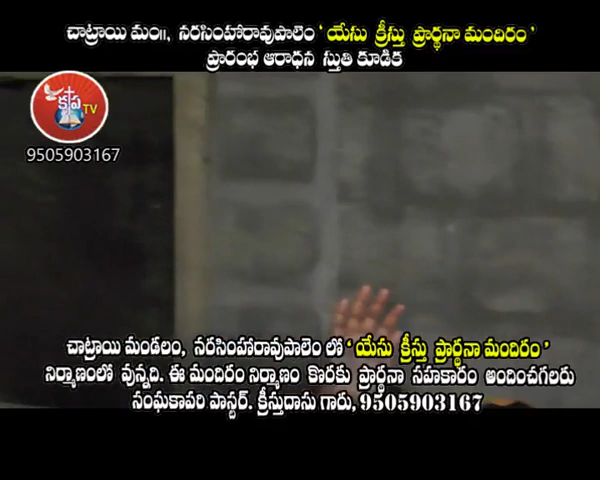 చాట్రాయి మం॥, నరసింహారావుపాలెం ' యేసు క్రీస్తు ప్రార్థనా మందిరం '
ప్రారంభ ఆరాధన స్తుతి కూడిక
కృప TV
9505903167
చాట్రాయి మండలం, నరసింహారావుపాలెం లో ' యేసు క్రీస్తు ప్రార్థనా మందిరం '
నిర్మాణంలో వున్నది. ఈ మందిరం నిర్మాణం కొరకు ప్రార్థనా సహకారం అందించగలరు
సంఘకాపరి పాస్టర్. క్రీస్తుదాసు గారు, 9505903167